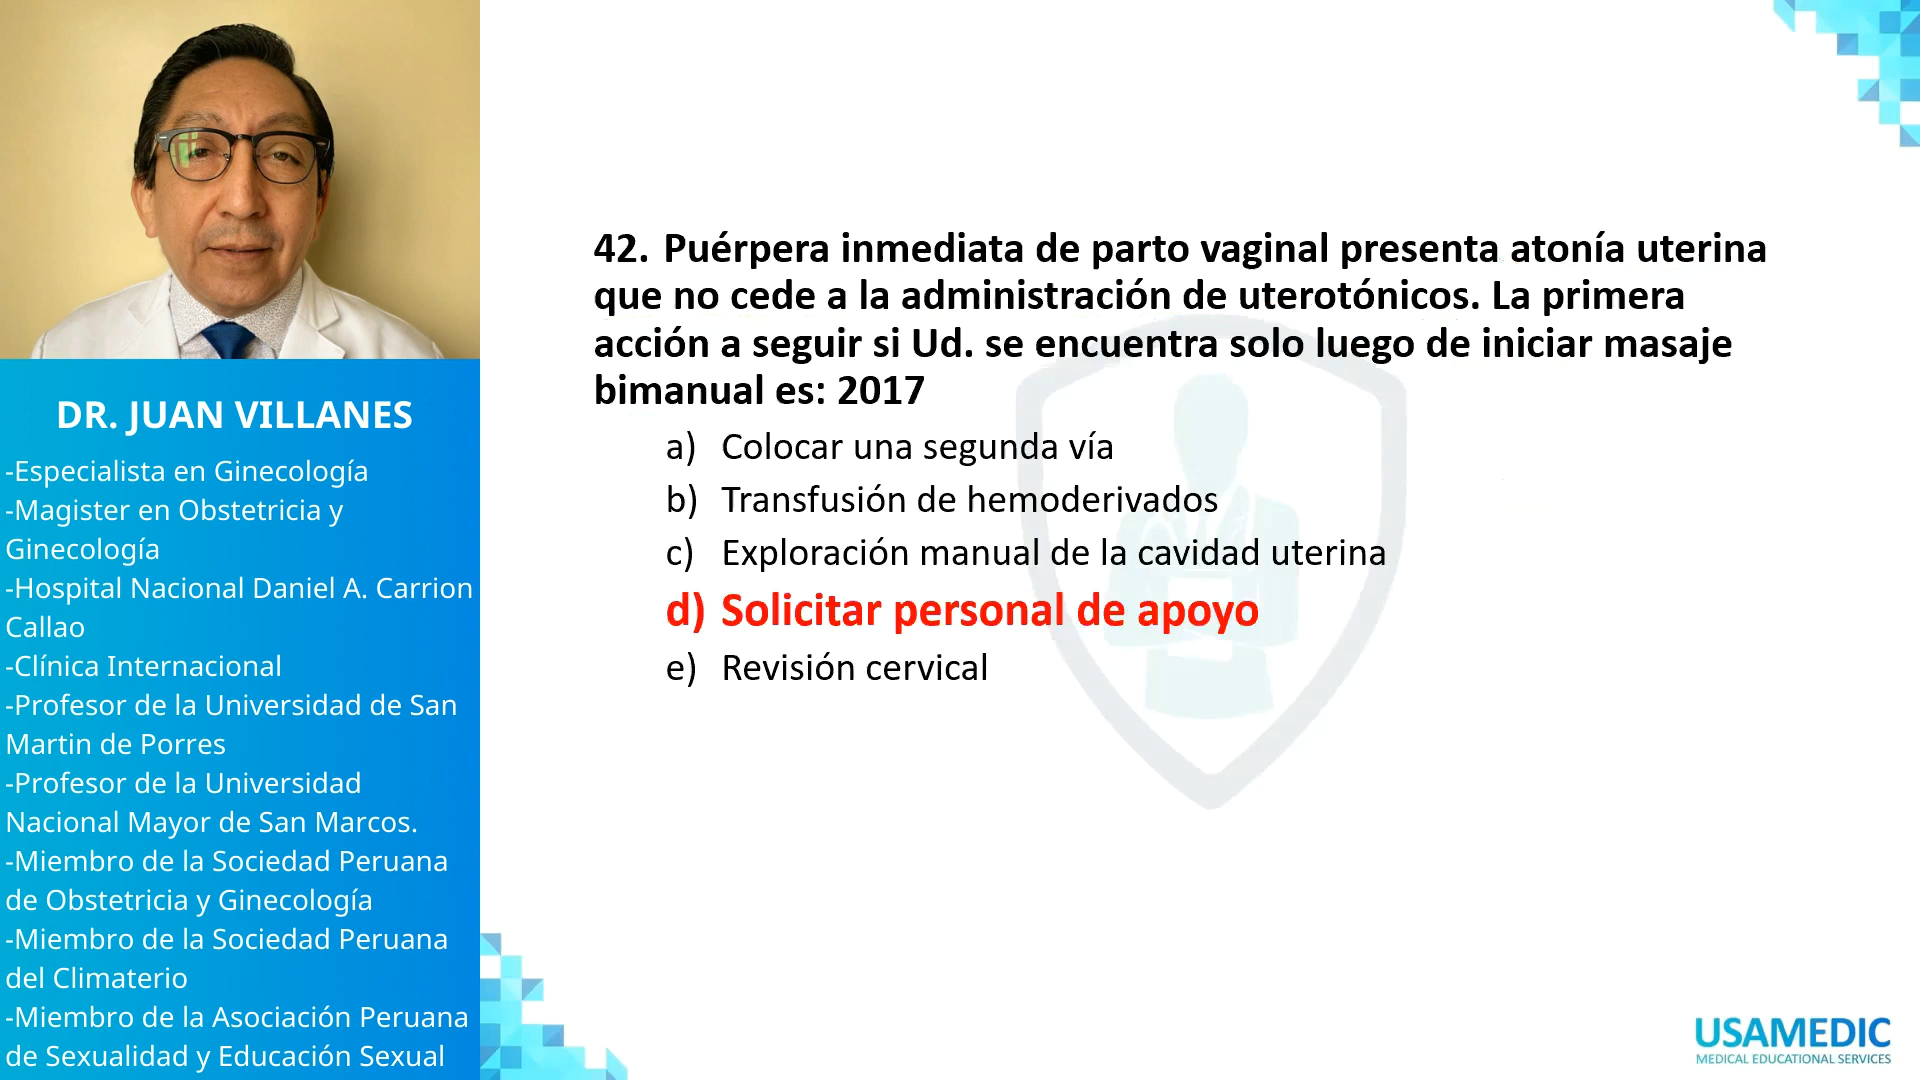 DR. JUAN VILLANES
-Especialista en Ginecología
-Magister en Obstetricia y
Ginecología
-Hospital Nacional Daniel A. Carrion
Callao
-Clínica Internacional
-Profesor de la Universidad de San
Martin de Porres
-Profesor de la Universidad
Nacional Mayor de San Marcos.
-Miembro de la Sociedad Peruana
de Obstetricia y Ginecología
-Miembro de la Sociedad Peruana
del Climaterio
-Miembro de la Asociación Peruana
de Sexualidad y Educación Sexual
42. Puérpera inmediata de parto vaginal presenta atonía uterina
que no cede a la administración de uterotónicos. La primera
acción a seguir si Ud. se encuentra solo luego de iniciar masaje
bimanual es: 2017
a) Colocar una segunda vía
b) Transfusión de hemoderivados
c) Exploración manual de la cavidad uterina
d) Solicitar personal de apoyo
e) Revisión cervical
USAMEDIC
MEDICAL EDUCATIONAL SERVICES